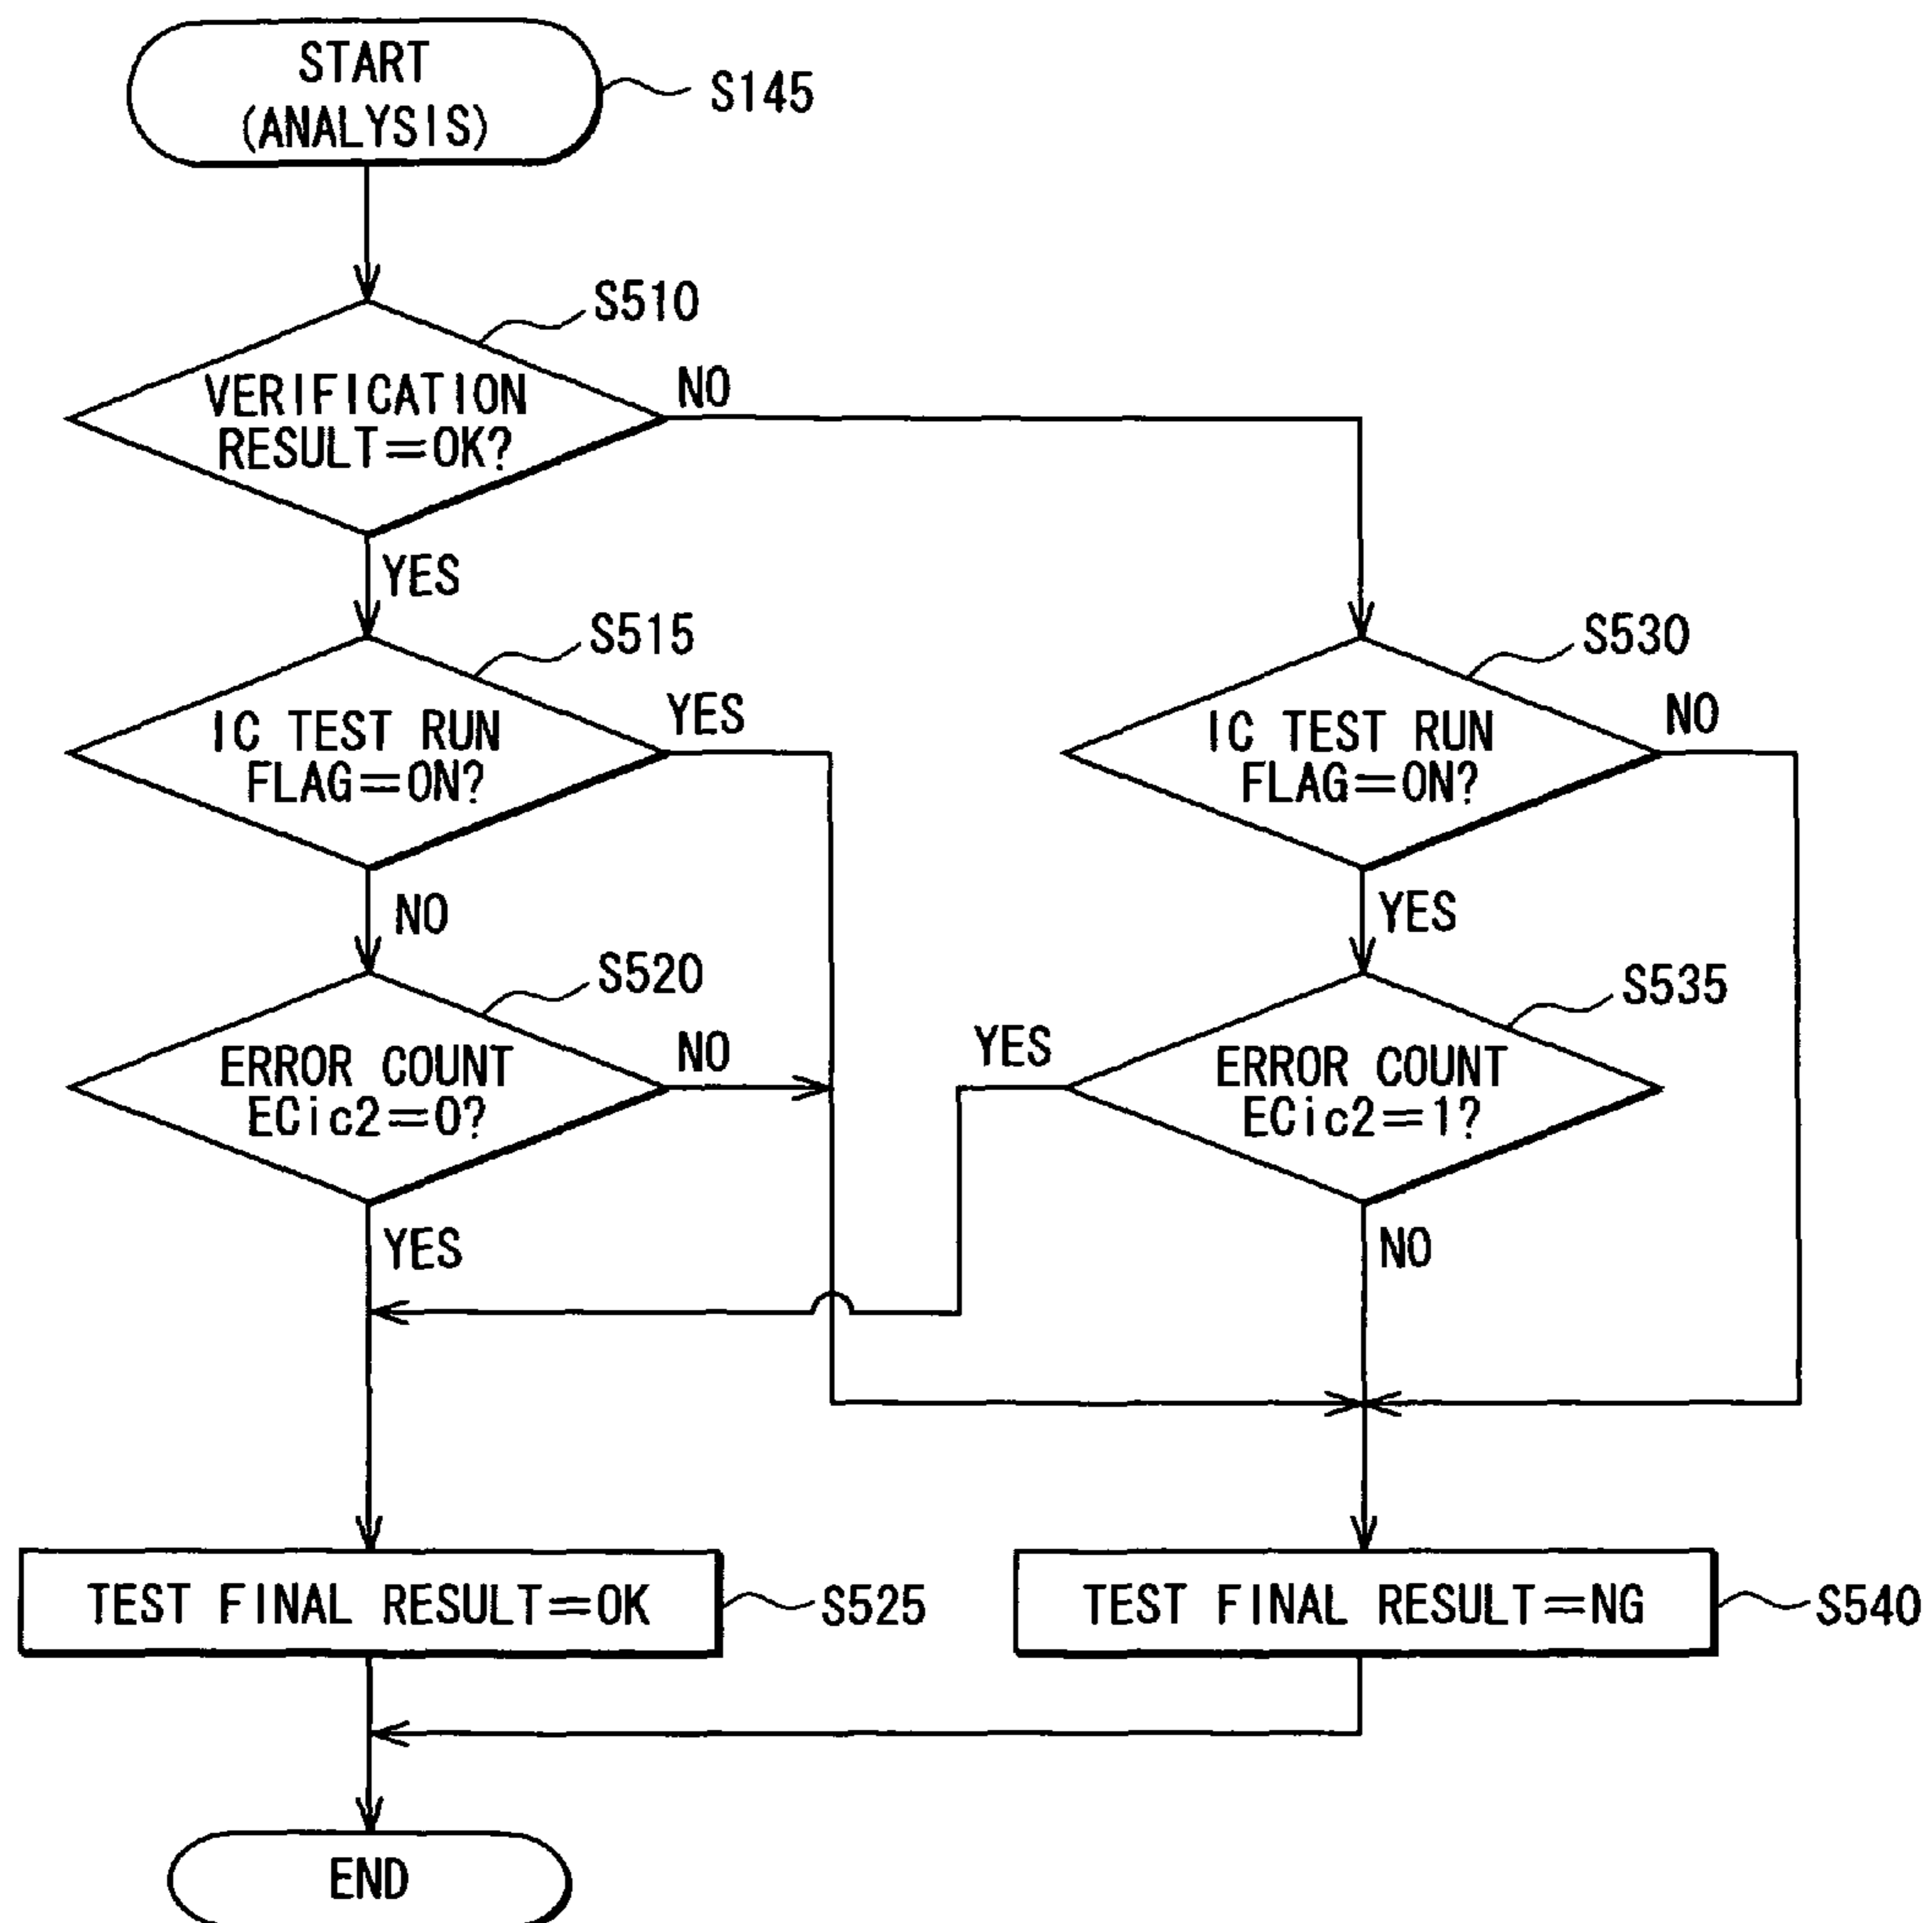 START
(ANALYSIS)
S145
S510
VERIFICATION
RESULT=OK?
NO
YES
S515
IC TEST RUN
FLAG=ON?
YES
NO
S530
IC TEST RUN
FLAG=ON?
NO
YES
S520
ERROR COUNT
ECic2=0?
NO
YES
S535
ERROR COUNT
ECic2=1?
YES
NO
TEST FINAL RESULT=OK
S525
TEST FINAL RESULT=NG
S540
END